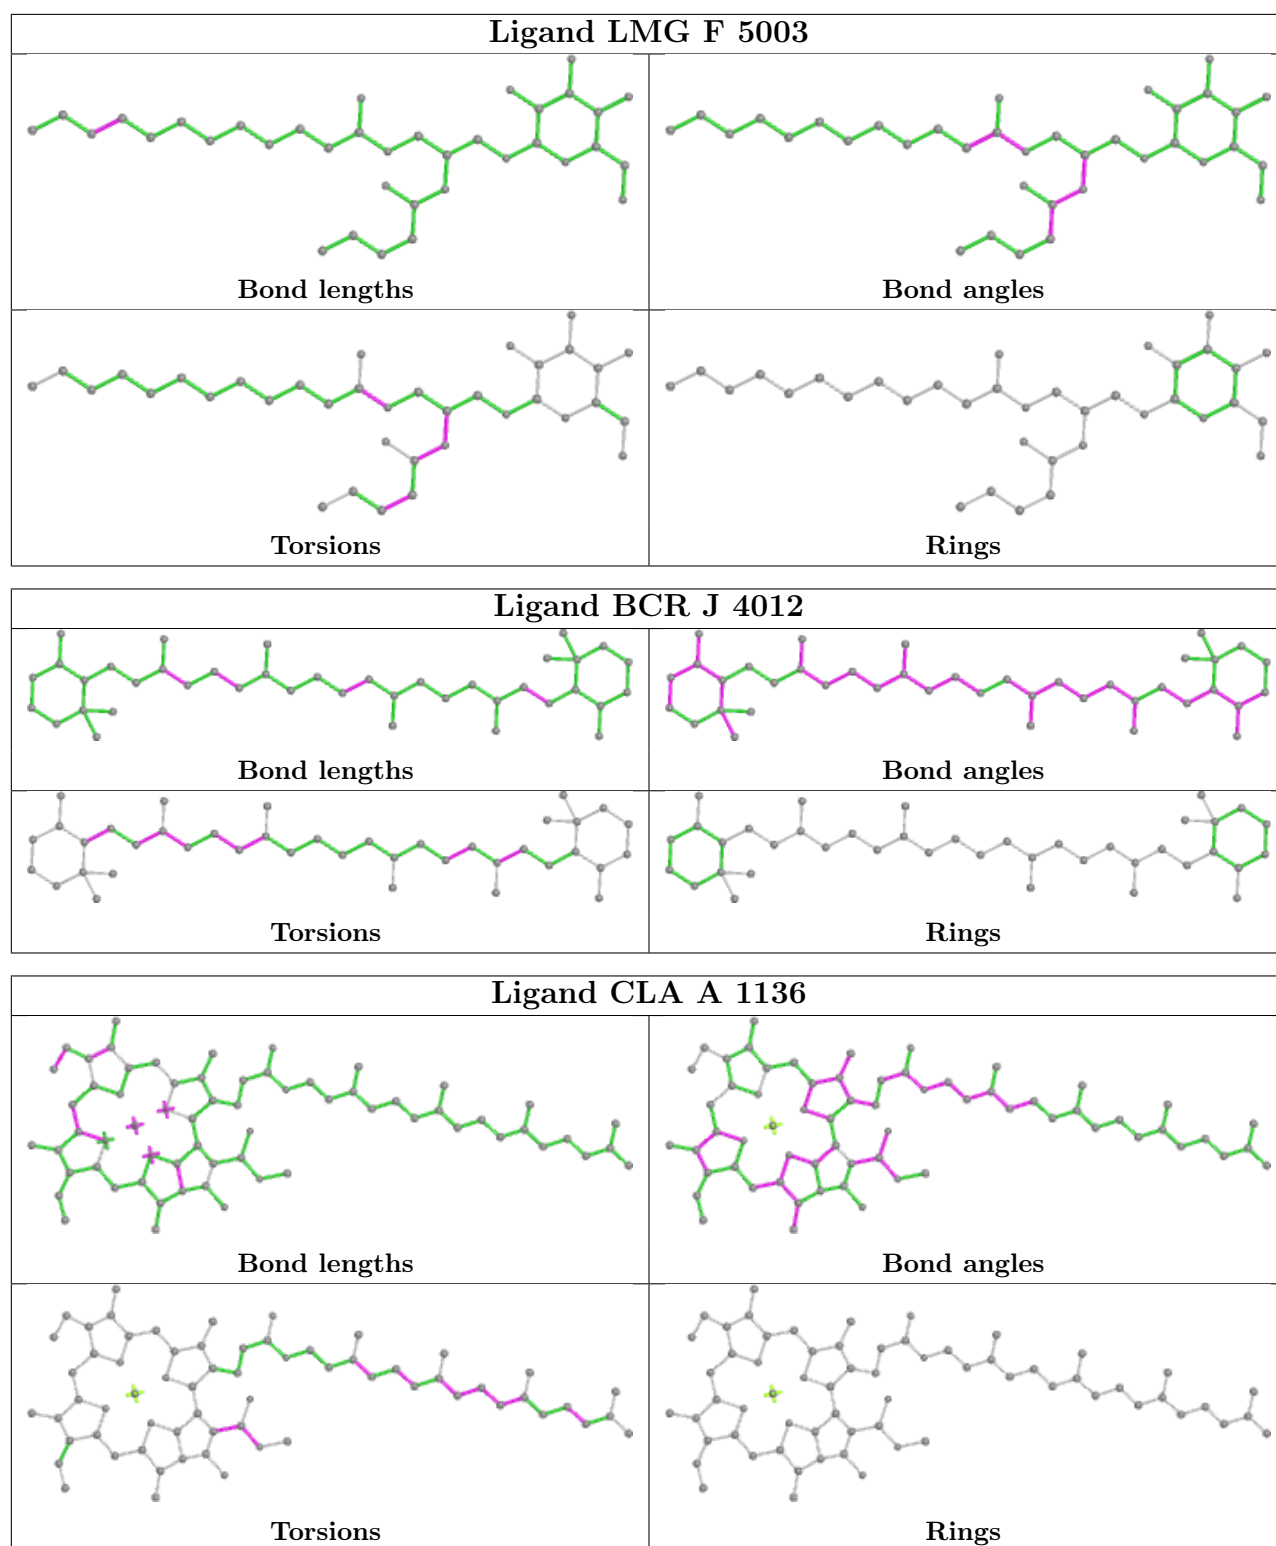 Ligand LMG F 5003
Bond lengths
Bond angles
Torsions
Rings
Ligand BCR J 4012
Bond lengths
Bond angles
Torsions
Rings
Ligand CLA A 1136
Bond lengths
Bond angles
Torsions
Rings